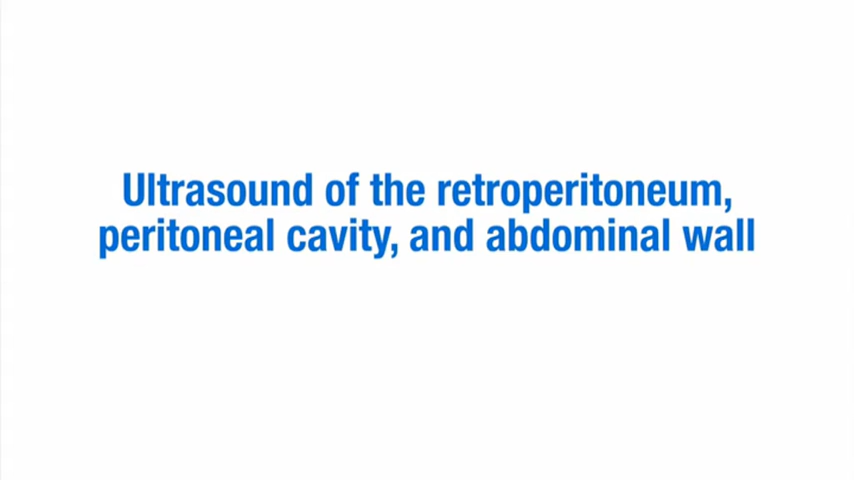 Ultrasound of the retroperitoneum,
peritoneal cavity, and abdominal wall